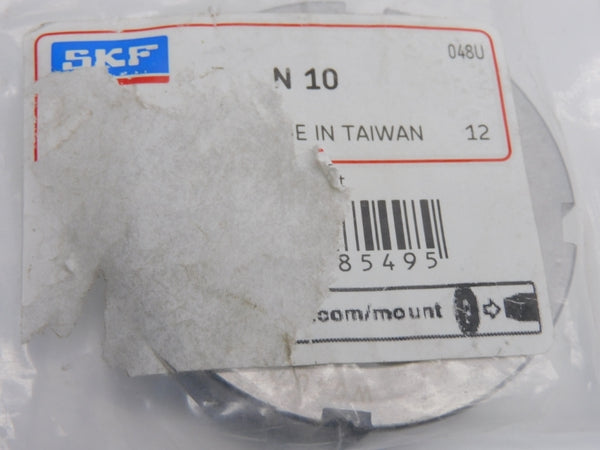 SKF
048U
N 10
E IN TAIWAN 12
t
85495
.com/mount